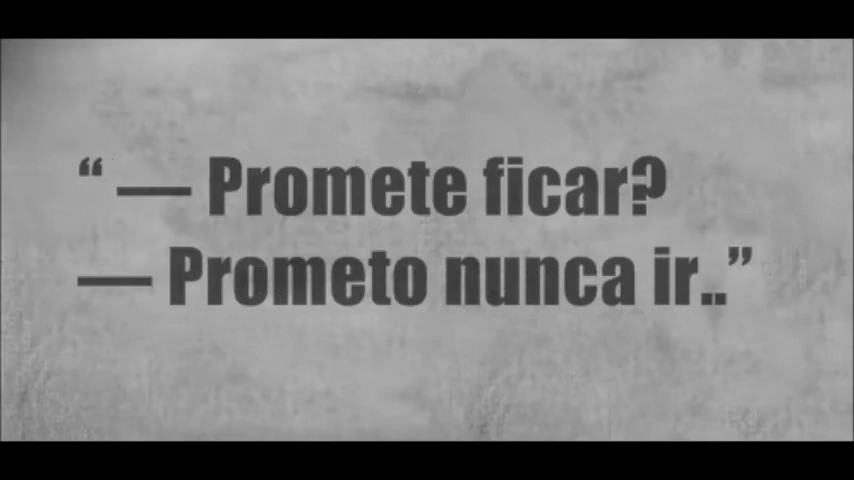 “ — Promete ficar?
— Prometo nunca ir..”